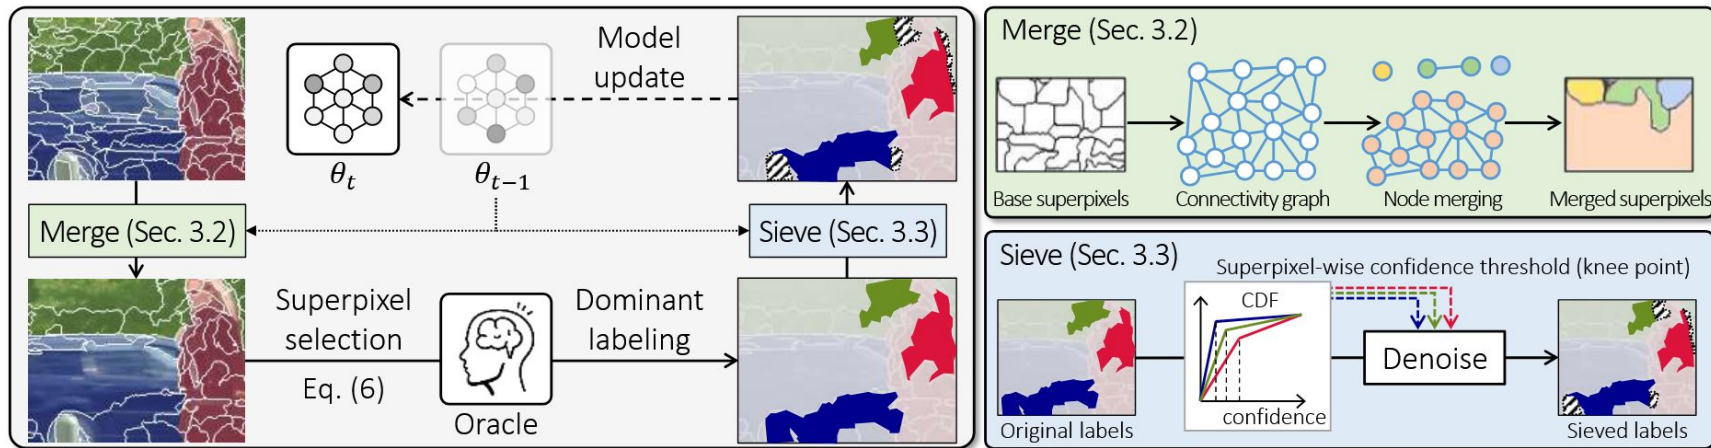 Model
update
θt
θt−1
Merge (Sec. 3.2)
Sieve (Sec. 3.3)
Superpixel
selection
Eq. (6)
Oracle
Dominant
labeling
Merge (Sec. 3.2)
Base superpixels
Connectivity graph
Node merging
Merged superpixels
Sieve (Sec. 3.3)
Superpixel-wise confidence threshold (knee point)
CDF
confidence
Denoise
Original labels
Sieved labels